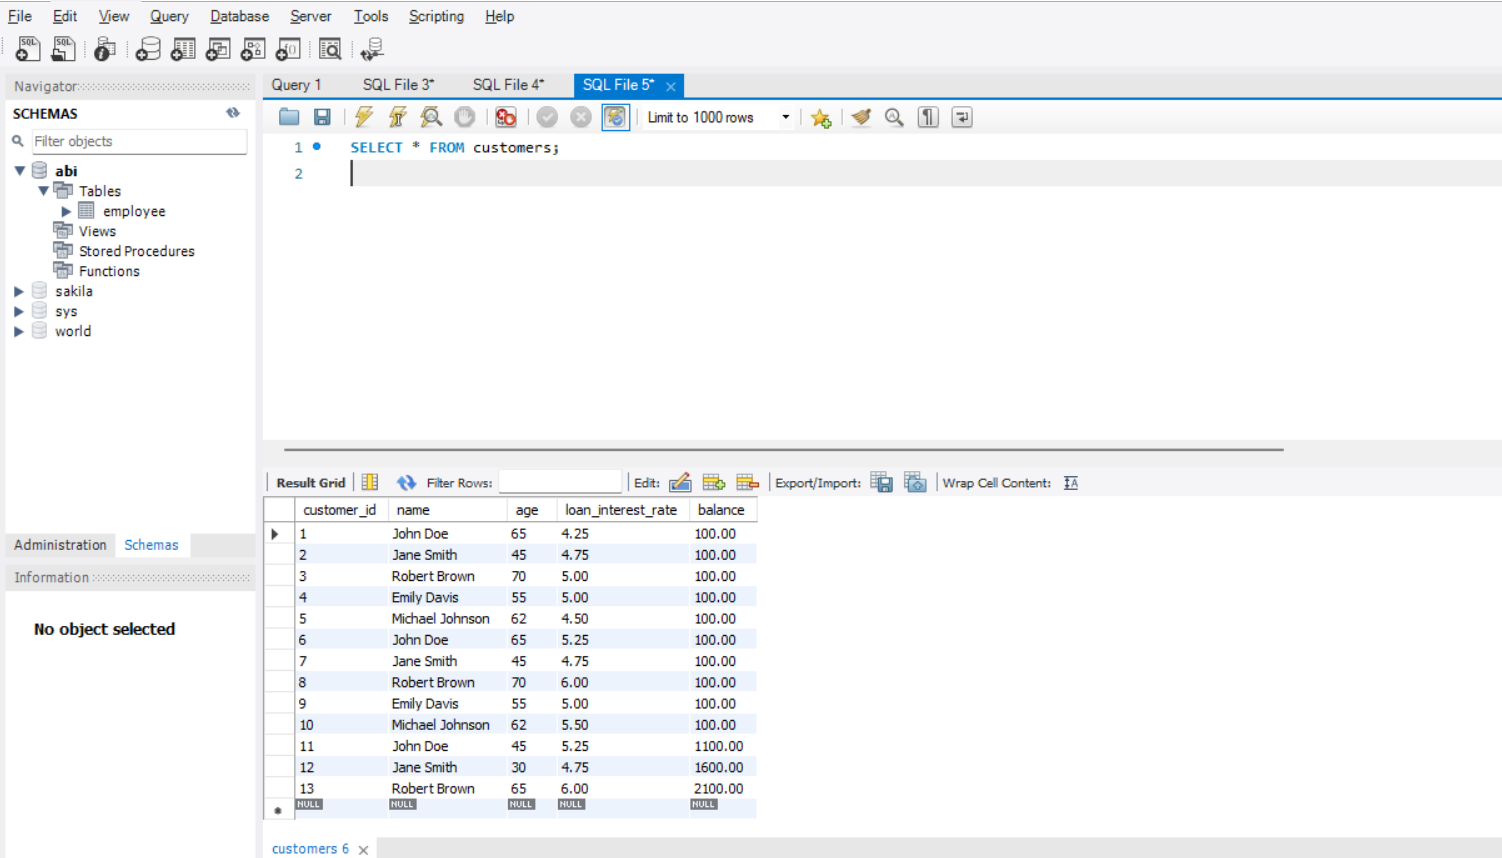 File Edit View Query Database Server Tools Scripting Help
SQL SQL
Navigator
SCHEMAS
Filter objects
abi
Tables
employee
Views
Stored Procedures
Functions
sakila
sys
world
Administration Schemas
Information
No object selected
Query 1 SQL File 3* SQL File 4* SQL File 5*
Limit to 1000 rows
1 SELECT * FROM customers;
2
Result Grid Filter Rows: Edit: Export/Import: Wrap Cell Content: IA
customer_id name age loan_interest_rate balance
1 John Doe 65 4.25 100.00
2 Jane Smith 45 4.75 100.00
3 Robert Brown 70 5.00 100.00
4 Emily Davis 55 5.00 100.00
5 Michael Johnson 62 4.50 100.00
6 John Doe 65 5.25 100.00
7 Jane Smith 45 4.75 100.00
8 Robert Brown 70 6.00 100.00
9 Emily Davis 55 5.00 100.00
10 Michael Johnson 62 5.50 100.00
11 John Doe 45 5.25 1100.00
12 Jane Smith 30 4.75 1600.00
13 Robert Brown 65 6.00 2100.00
NULL NULL NULL NULL NULL
customers 6